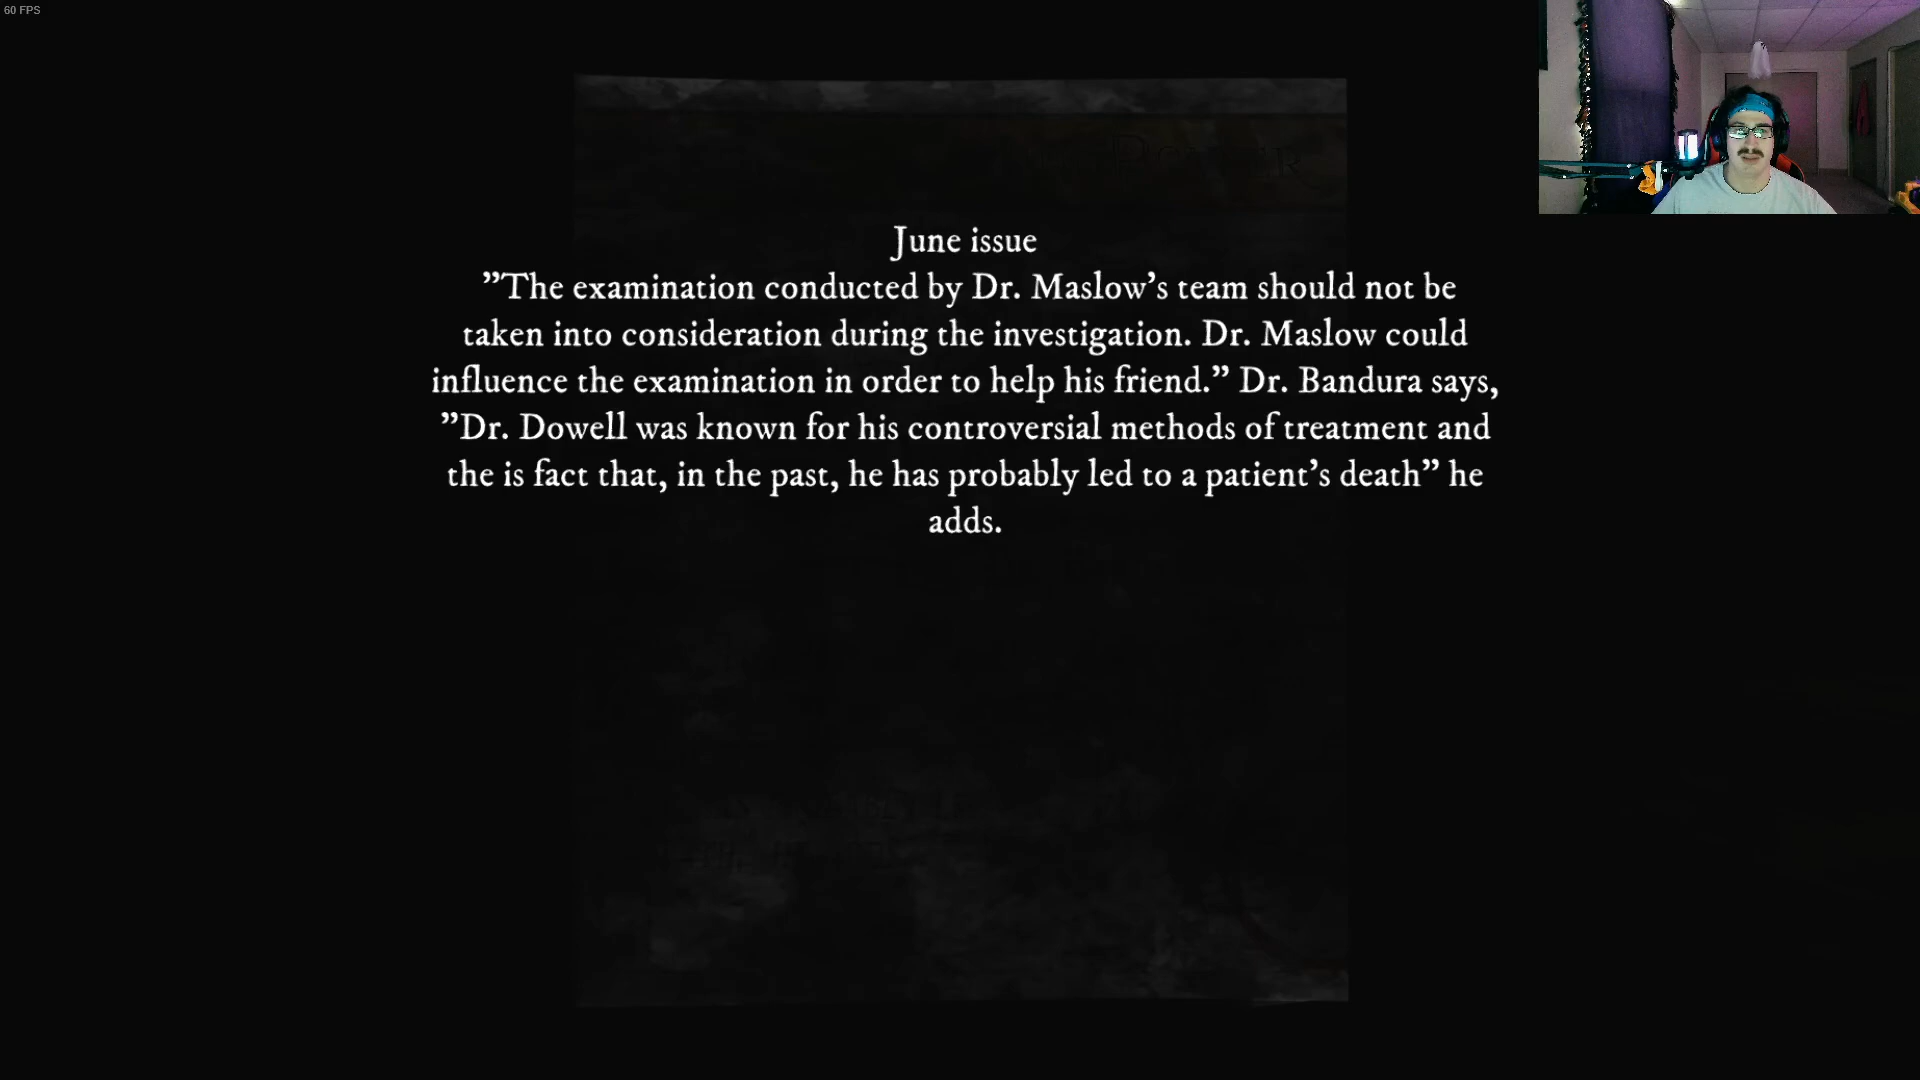 60 FPS
June issue
"The examination conducted by Dr. Maslow's team should not be
taken into consideration during the investigation. Dr. Maslow could
influence the examination in order to help his friend." Dr. Bandura says,
"Dr. Dowell was known for his controversial methods of treatment and
the is fact that, in the past, he has probably led to a patient's death" he
adds.